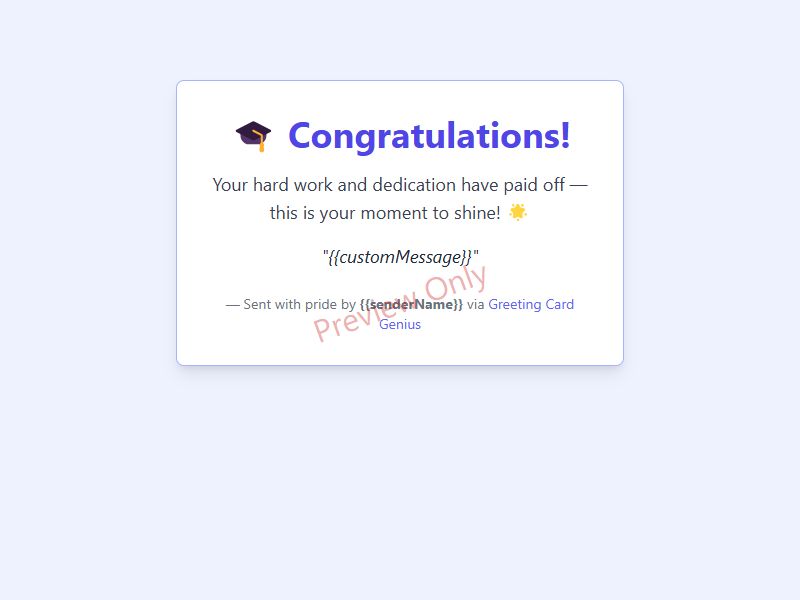 🎓 Congratulations!
Your hard work and dedication have paid off —
this is your moment to shine! 🌟
"{{customMessage}}"
— Sent with pride by {{senderName}} via Greeting Card
Genius
Preview Only